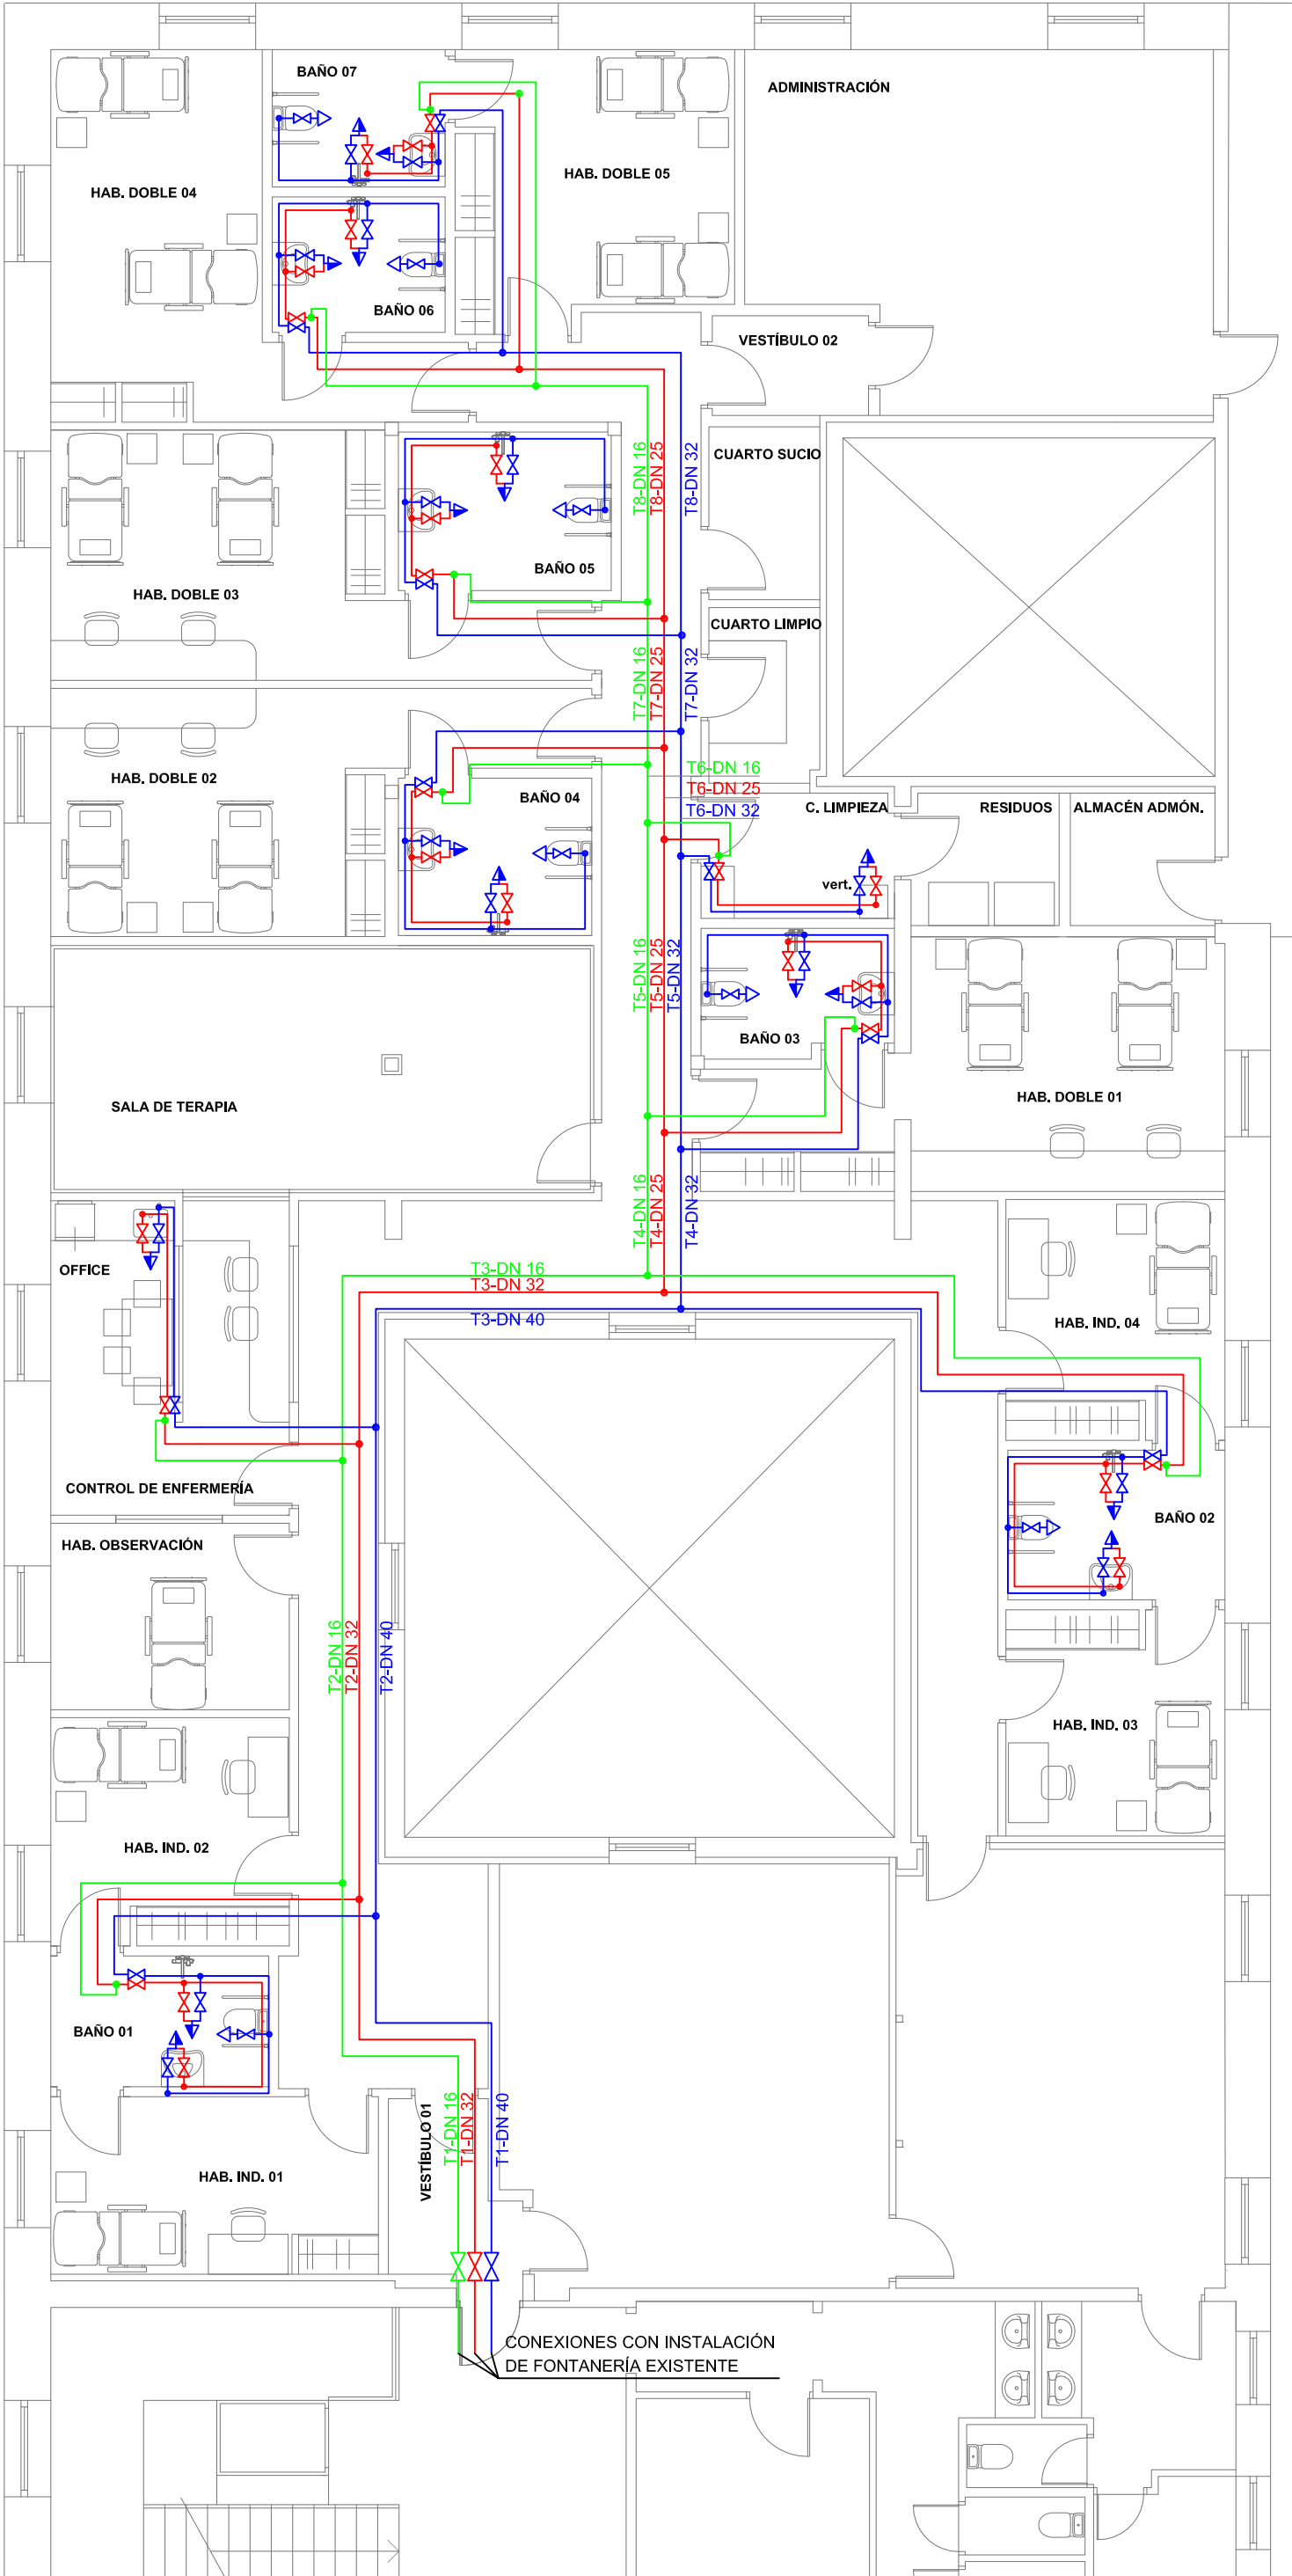 BAÑO 07
ADMINISTRACIÓN
HAB. DOBLE 04
HAB. DOBLE 05
BAÑO 06
VESTÍBULO 02
T8-DN 16
T8-DN 25
T8-DN 32
CUARTO SUCIO
BAÑO 05
HAB. DOBLE 03
CUARTO LIMPIO
T7-DN 16
T7-DN 25
T7-DN 32
HAB. DOBLE 02
BAÑO 04
T6-DN 16
T6-DN 25
T6-DN 32
C. LIMPIEZA
RESIDUOS
ALMACÉN ADMÓN.
vert.
T5-DN 16
T5-DN 25
T5-DN 32
BAÑO 03
HAB. DOBLE 01
SALA DE TERAPIA
T4-DN 16
T4-DN 25
T4-DN 32
OFFICE
T3-DN 16
T3-DN 32
T3-DN 40
HAB. IND. 04
CONTROL DE ENFERMERÍA
BAÑO 02
HAB. OBSERVACIÓN
T2-DN 16
T2-DN 32
T2-DN 40
HAB. IND. 03
HAB. IND. 02
BAÑO 01
VESTÍBULO 01
T1-DN 16
T1-DN 32
T1-DN 40
HAB. IND. 01
CONEXIONES CON INSTALACIÓN
DE FONTANERÍA EXISTENTE